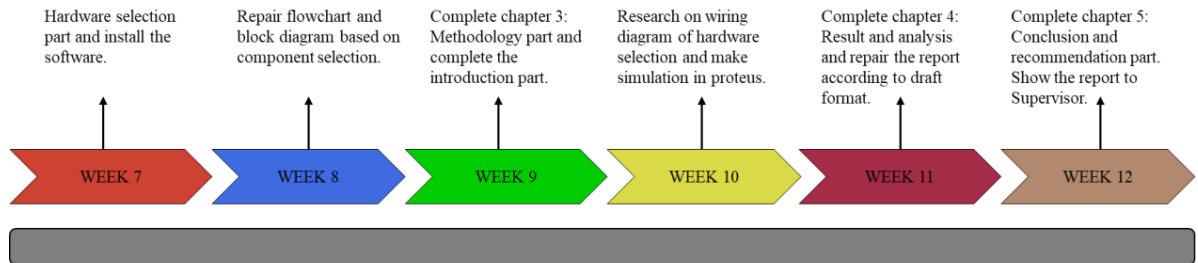 Hardware selection
part and install the
software.
Repair flowchart and
block diagram based on
component selection.
Complete chapter 3:
Methodology part and
complete the
introduction part.
Research on wiring
diagram of hardware
selection and make
simulation in proteus.
Complete chapter 4:
Result and analysis
and repair the report
according to draft
format.
Complete chapter 5:
Conclusion and
recommendation part.
Show the report to
Supervisor.
WEEK 7
WEEK 8
WEEK 9
WEEK 10
WEEK 11
WEEK 12